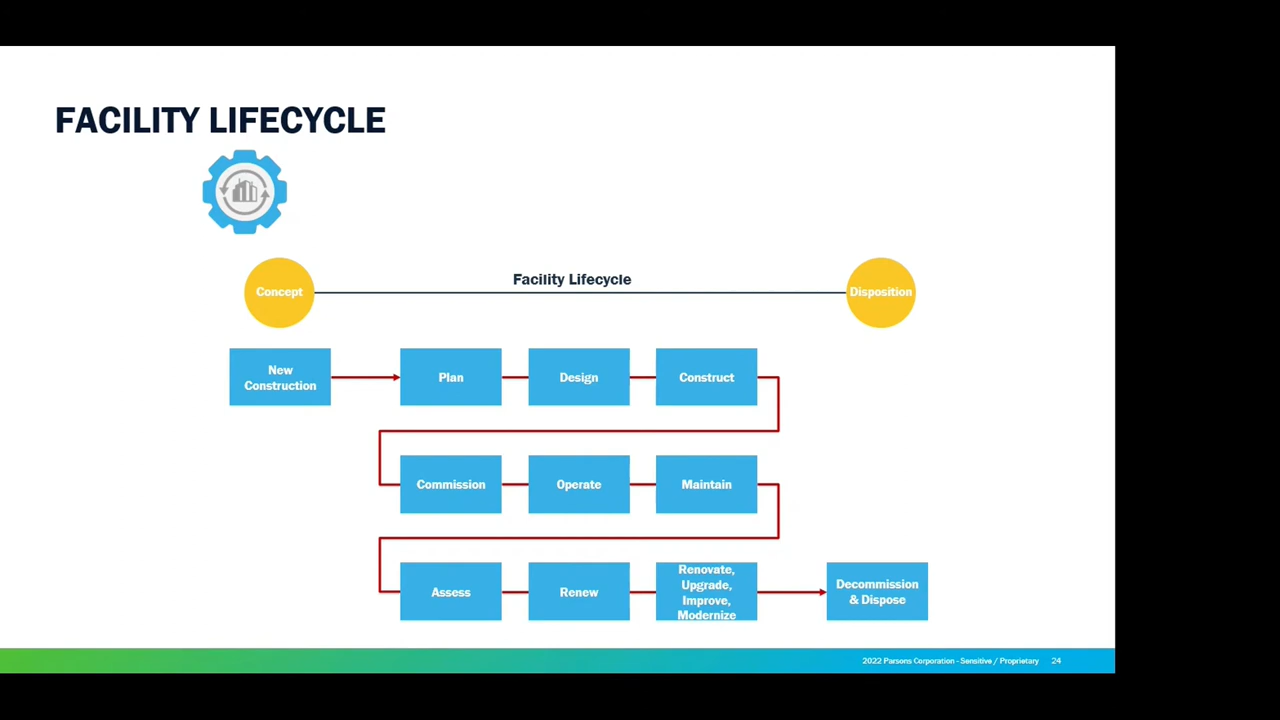 FACILITY LIFECYCLE
Facility Lifecycle
Concept
Disposition
New
Construction
Plan
Design
Construct
Commission
Operate
Maintain
Assess
Renew
Renovate,
Upgrade,
Improve,
Modernize
Decommission
& Dispose
2022 Parsons Corporation - Sensitive / Proprietary 24